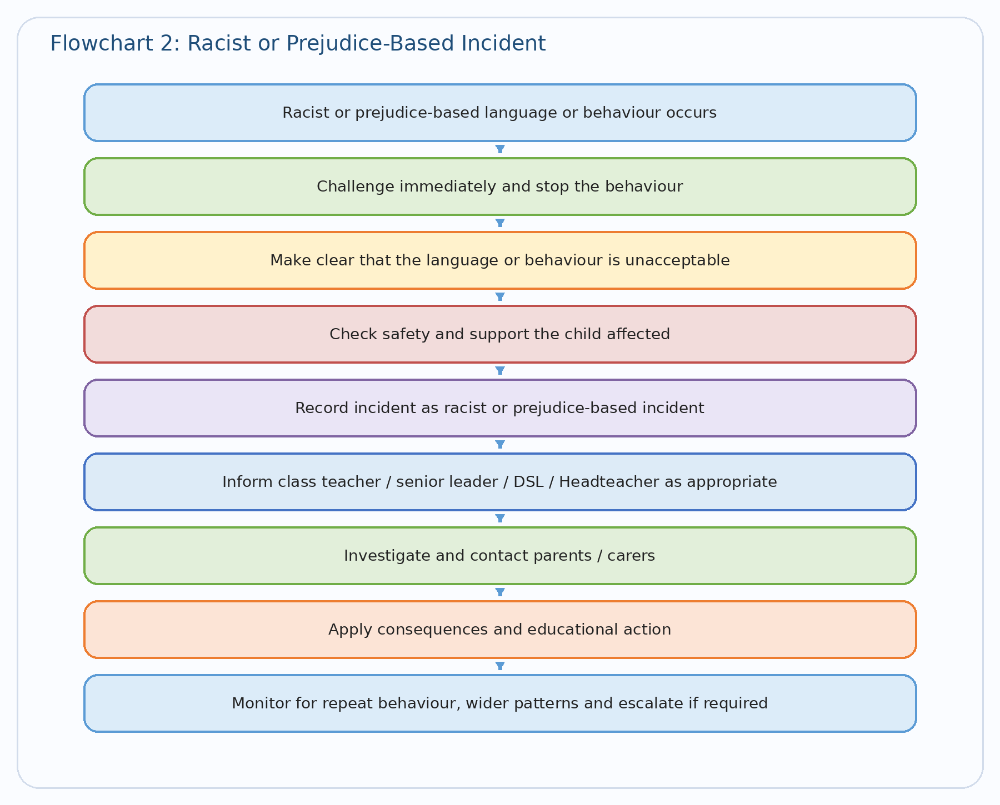 Flowchart 2: Racist or Prejudice-Based Incident
Racist or prejudice-based language or behaviour occurs
Challenge immediately and stop the behaviour
Make clear that the language or behaviour is unacceptable
Check safety and support the child affected
Record incident as racist or prejudice-based incident
Inform class teacher / senior leader / DSL / Headteacher as appropriate
Investigate and contact parents / carers
Apply consequences and educational action
Monitor for repeat behaviour, wider patterns and escalate if required